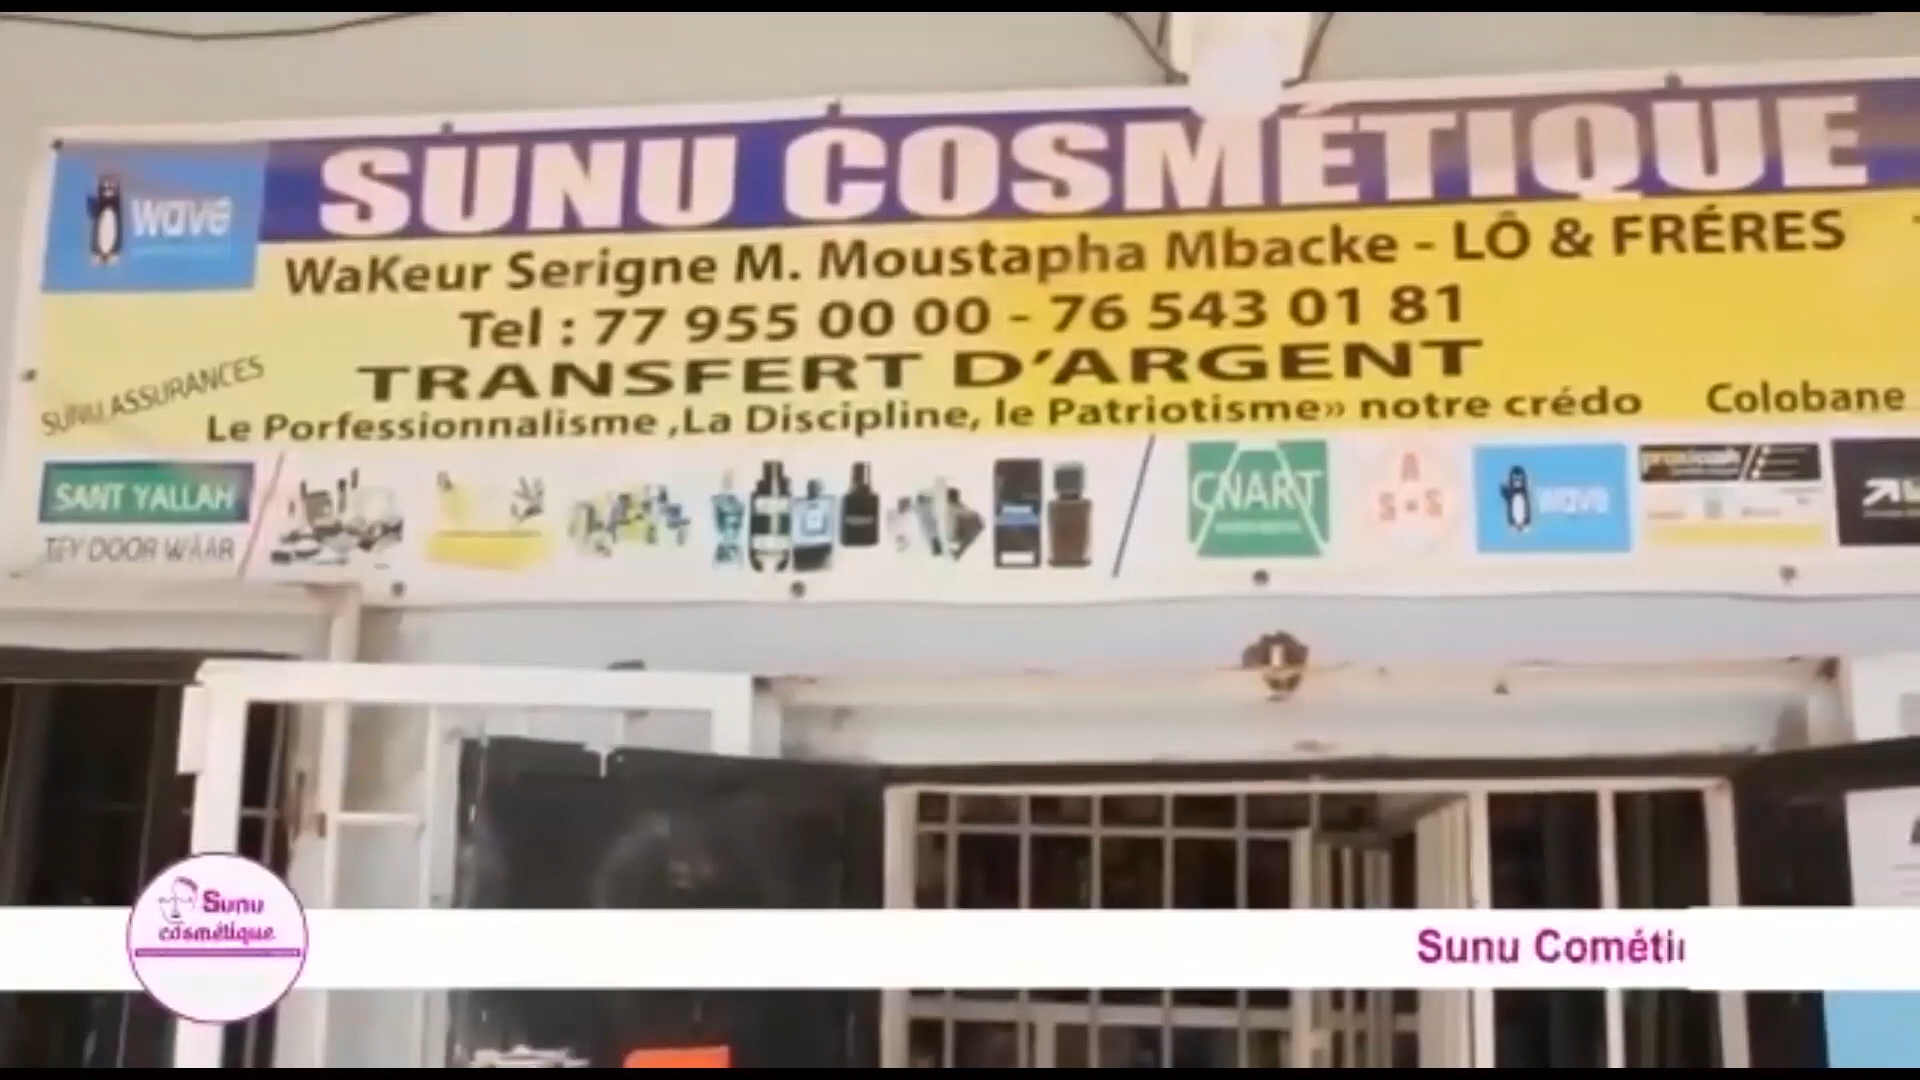 SUNU COSMÉTIQUE
wave
WaKeur Serigne M. Moustapha Mbacke - LÔ & FRÉRES
Tel : 77 955 00 00 - 76 543 01 81
TRANSFERT D'ARGENT
SUNU ASSURANCES
Le Porfessionnalisme ,La Discipline, le Patriotisme» notre crédo
Colobane
SANT YALLAH
TEY DOOR WÀAR
CNART
A
S S
wave
Sunu
cosmétique
Sunu Cométi